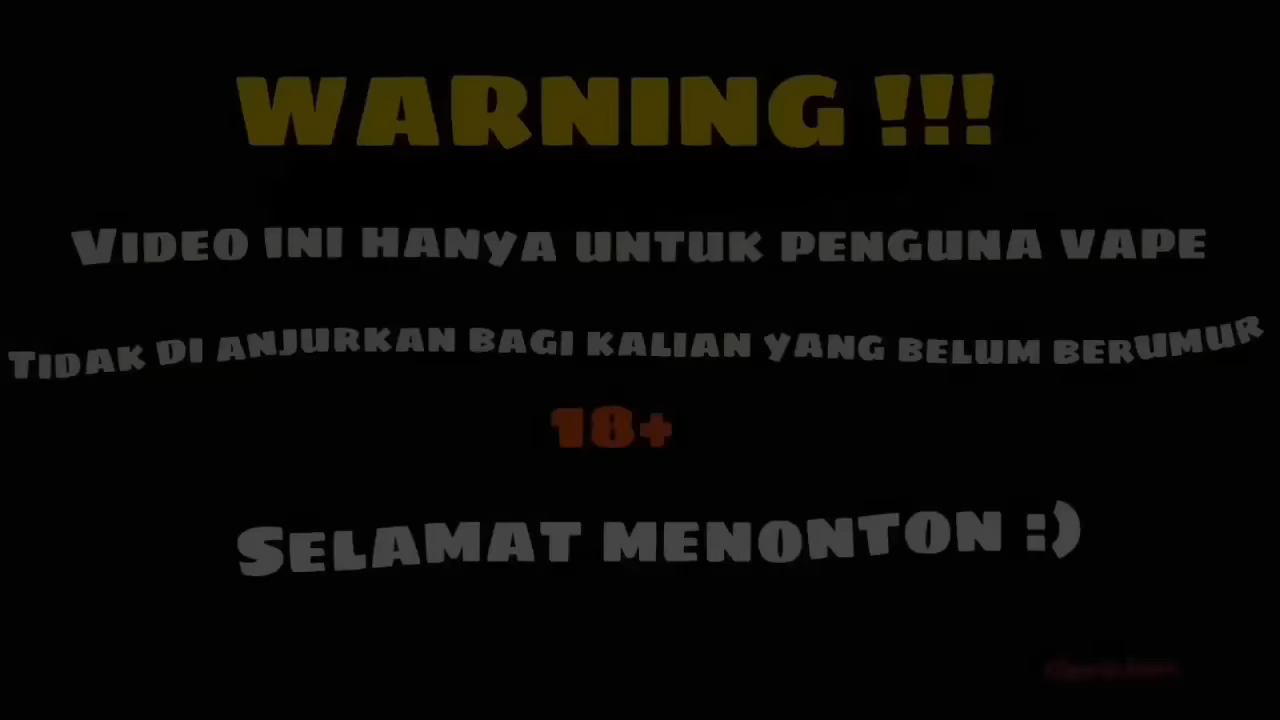 WARNING !!!
VIDEO INI HANYA UNTUK PENGUNA VAPE
TIDAK DI ANJURKAN BAGI KALIAN YANG BELUM BERUMUR
18+
SELAMAT MENONTON :)